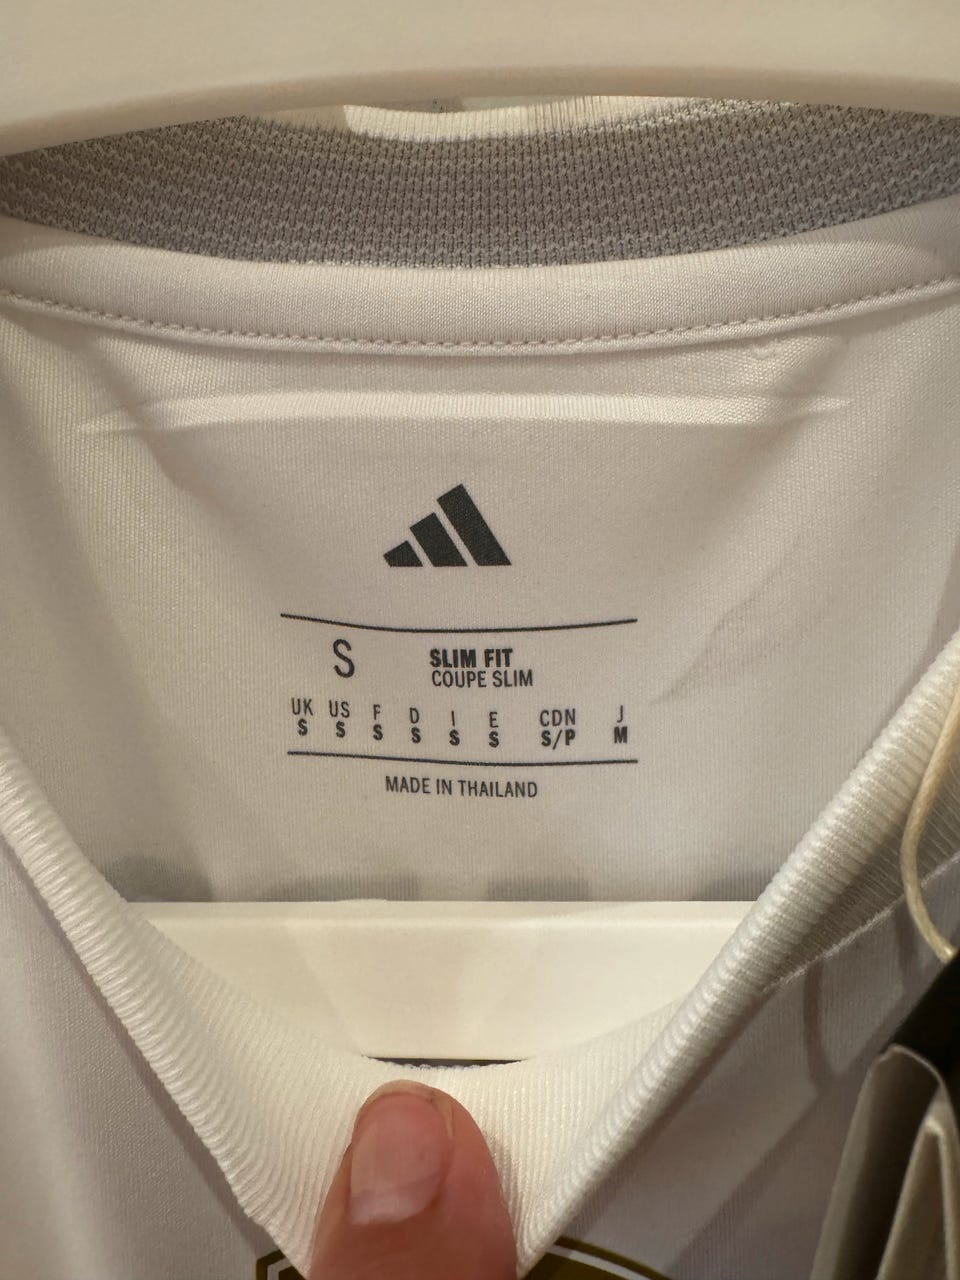 S SLIM FIT
COUPE SLIM
UK US F D I E CDN J
S S S S S S S/P M
MADE IN THAILAND